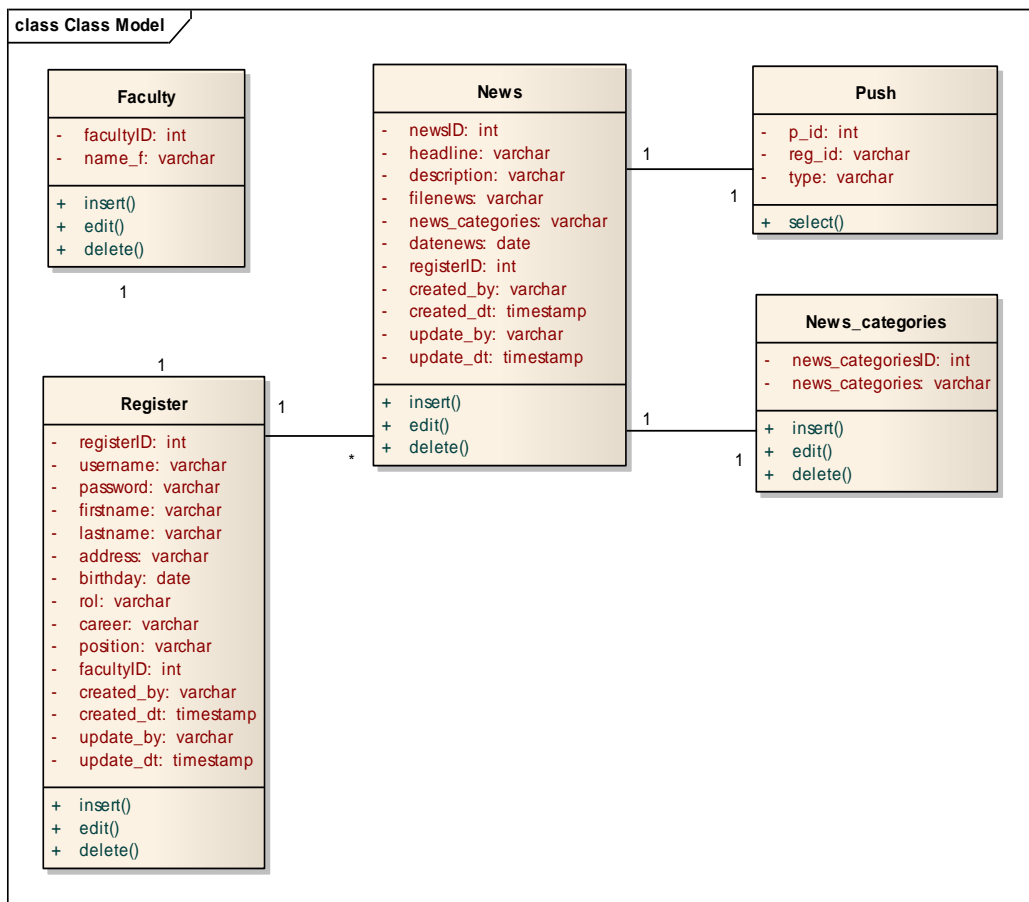 class Class Model
Faculty
- facultyID: int
- name_f: varchar
+ insert()
+ edit()
+ delete()
1
1
Register
- registerID: int
- username: varchar
- password: varchar
- firstname: varchar
- lastname: varchar
- address: varchar
- birthday: date
- rol: varchar
- career: varchar
- position: varchar
- facultyID: int
- created_by: varchar
- created_dt: timestamp
- update_by: varchar
- update_dt: timestamp
+ insert()
+ edit()
+ delete()
1
*
News
- newsID: int
- headline: varchar
- description: varchar
- filenews: varchar
- news_categories: varchar
- datenews: date
- registerID: int
- created_by: varchar
- created_dt: timestamp
- update_by: varchar
- update_dt: timestamp
+ insert()
+ edit()
+ delete()
1
1
Push
- p_id: int
- reg_id: varchar
- type: varchar
+ select()
1
1
News_categories
- news_categoriesID: int
- news_categories: varchar
+ insert()
+ edit()
+ delete()